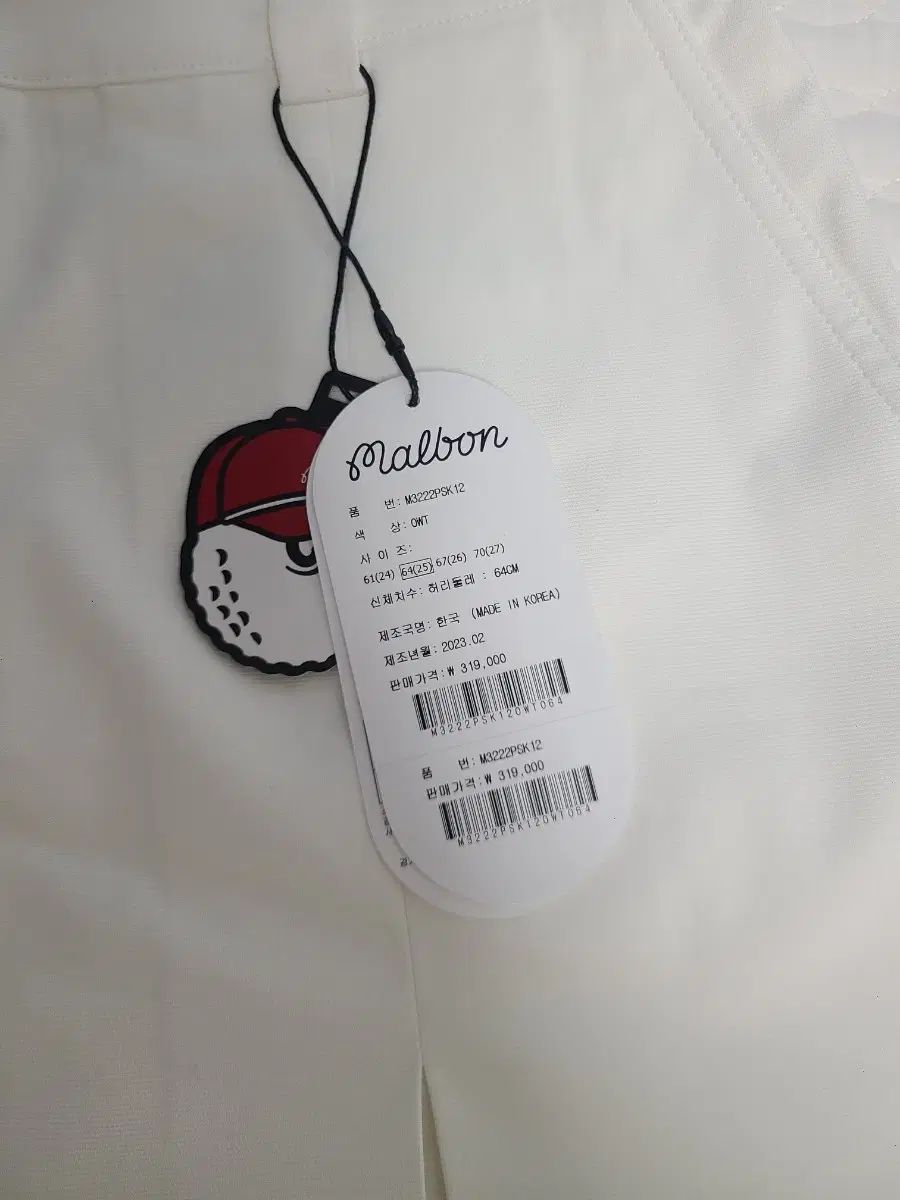 malbon
품 번: M3222PSK12
색 상: OWT
사 이 즈:
61(24) 64(25) 67(26) 70(27)
신체치수: 허리둘레 : 64CM
제조국명: 한국 (MADE IN KOREA)
제조년월: 2023.02
판매가격:₩ 319,000
M3222PSK12OWT064
품 번: M3222PSK12
판매가격:₩ 319,000
M3222PSK12OWT064